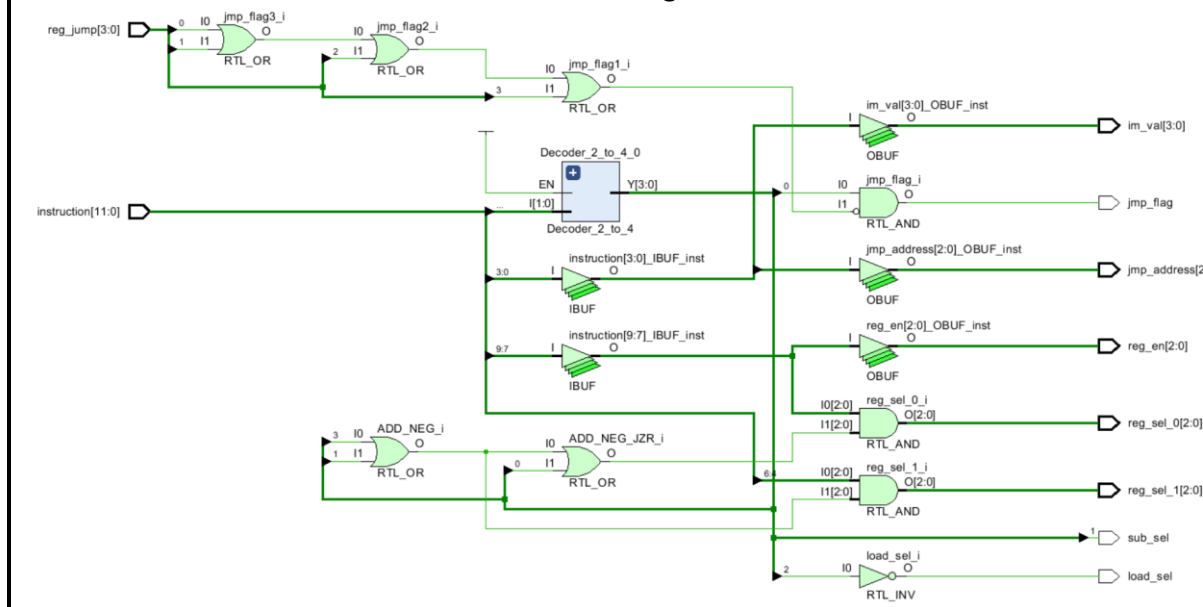 jmp_flag3_i
reg_jump[3:0]
0
I0
O
1
I1
RTL_OR
jmp_flag2_i
I0
O
2
I1
RTL_OR
jmp_flag1_i
I0
O
3
I1
RTL_OR
im_val[3:0]_OBUF_inst
I
O
OBUF
im_val[3:0]
Decoder_2_to_4_0
EN
Y[3:0]
I[1:0]
...
Decoder_2_to_4
instruction[11:0]
jmp_flag_i
0
I0
O
I1
RTL_AND
jmp_flag
jmp_address[2:0]_OBUF_inst
I
O
OBUF
jmp_address[2
instruction[3:0]_IBUF_inst
3:0
I
O
IBUF
instruction[9:7]_IBUF_inst
9:7
I
O
IBUF
reg_en[2:0]_OBUF_inst
I
O
OBUF
reg_en[2:0]
reg_sel_0_i
I0[2:0]
O[2:0]
I1[2:0]
RTL_AND
reg_sel_0[2:0]
ADD_NEG_i
3
I0
O
1
I1
RTL_OR
ADD_NEG_JZR_i
I0
O
0
I1
RTL_OR
reg_sel_1_i
6:4
I0[2:0]
O[2:0]
I1[2:0]
RTL_AND
reg_sel_1[2:0]
1
sub_sel
load_sel_i
2
I0
O
RTL_INV
load_sel